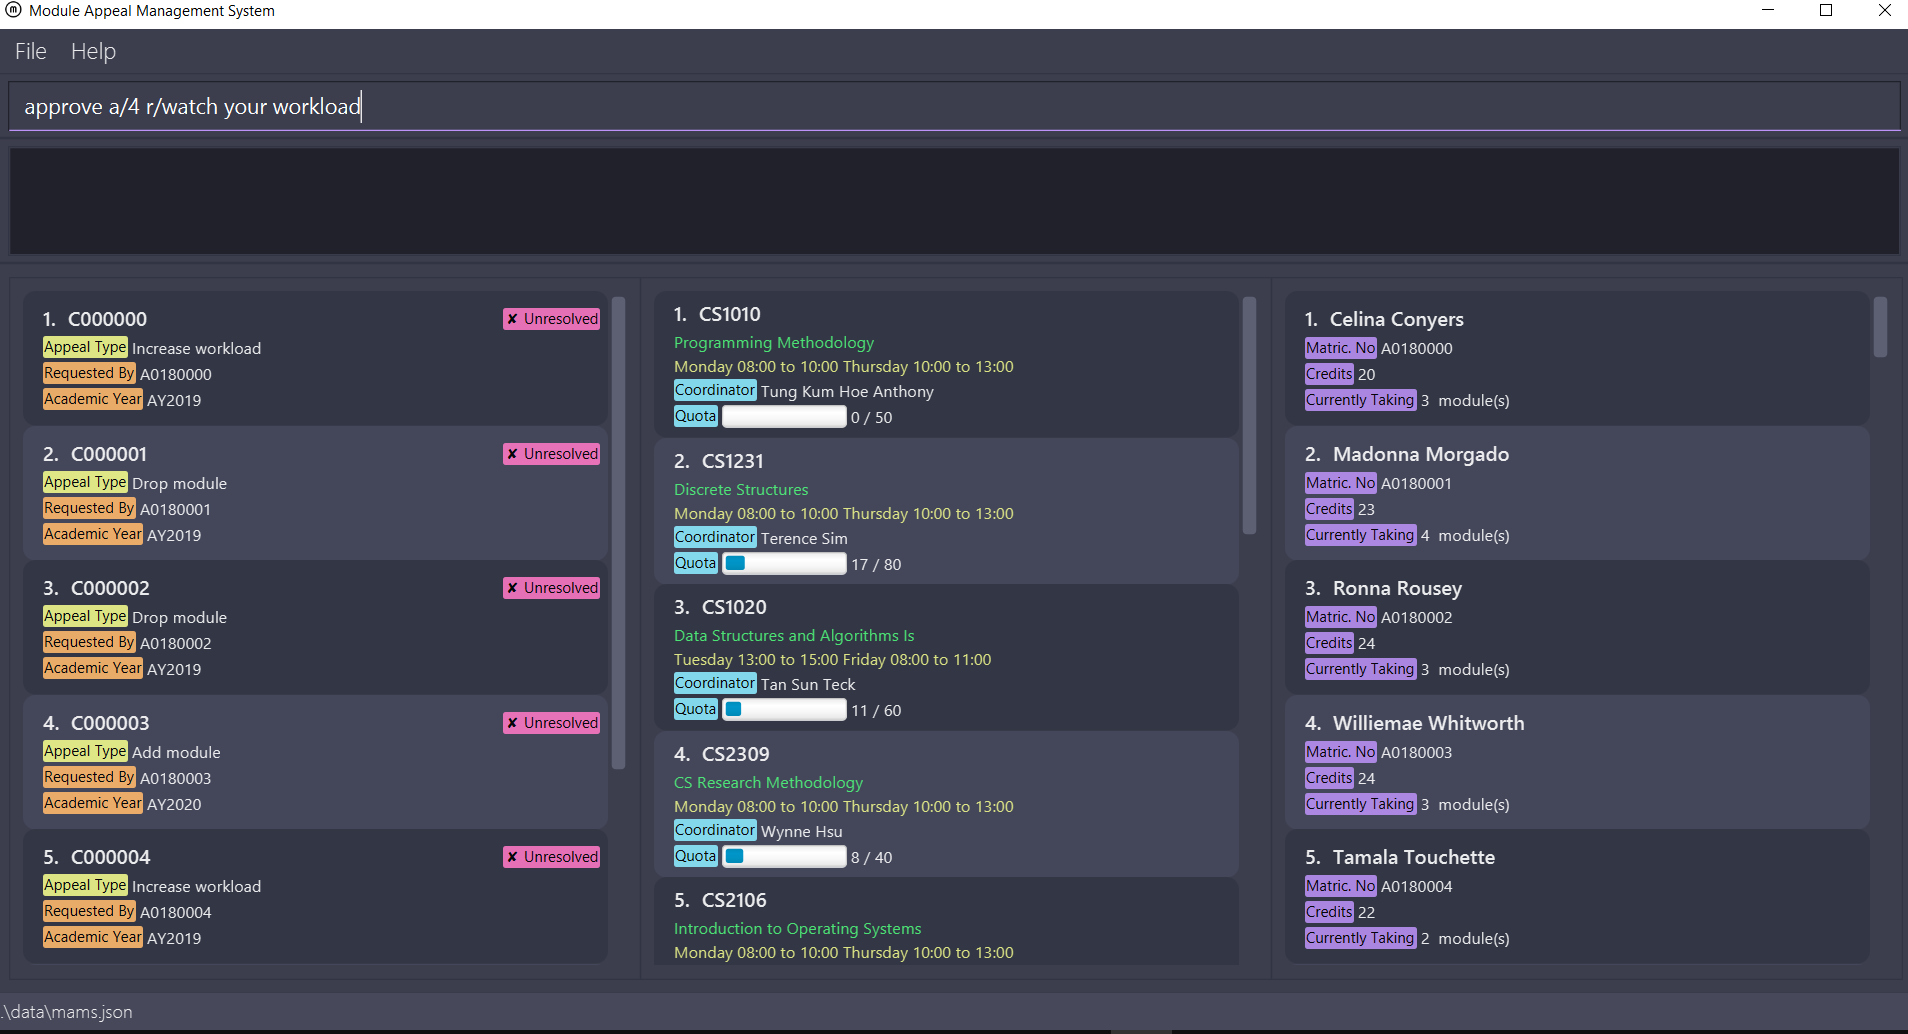 Module Appeal Management System
File Help
approve a/4 r/watch your workload
1. C000000
✘ Unresolved
Appeal Type Increase workload
Requested By A0180000
Academic Year AY2019
2. C000001
✘ Unresolved
Appeal Type Drop module
Requested By A0180001
Academic Year AY2019
3. C000002
✘ Unresolved
Appeal Type Drop module
Requested By A0180002
Academic Year AY2019
4. C000003
✘ Unresolved
Appeal Type Add module
Requested By A0180003
Academic Year AY2020
5. C000004
✘ Unresolved
Appeal Type Increase workload
Requested By A0180004
Academic Year AY2019
1. CS1010
Programming Methodology
Monday 08:00 to 10:00 Thursday 10:00 to 13:00
Coordinator Tung Kum Hoe Anthony
Quota 0 / 50
2. CS1231
Discrete Structures
Monday 08:00 to 10:00 Thursday 10:00 to 13:00
Coordinator Terence Sim
Quota 17 / 80
3. CS1020
Data Structures and Algorithms Is
Tuesday 13:00 to 15:00 Friday 08:00 to 11:00
Coordinator Tan Sun Teck
Quota 11 / 60
4. CS2309
CS Research Methodology
Monday 08:00 to 10:00 Thursday 10:00 to 13:00
Coordinator Wynne Hsu
Quota 8 / 40
5. CS2106
Introduction to Operating Systems
Monday 08:00 to 10:00 Thursday 10:00 to 13:00
1. Celina Conyers
Matric. No A0180000
Credits 20
Currently Taking 3 module(s)
2. Madonna Morgado
Matric. No A0180001
Credits 23
Currently Taking 4 module(s)
3. Ronna Rousey
Matric. No A0180002
Credits 24
Currently Taking 3 module(s)
4. Williemae Whitworth
Matric. No A0180003
Credits 24
Currently Taking 3 module(s)
5. Tamala Touchette
Matric. No A0180004
Credits 22
Currently Taking 2 module(s)
.\data\mams.json